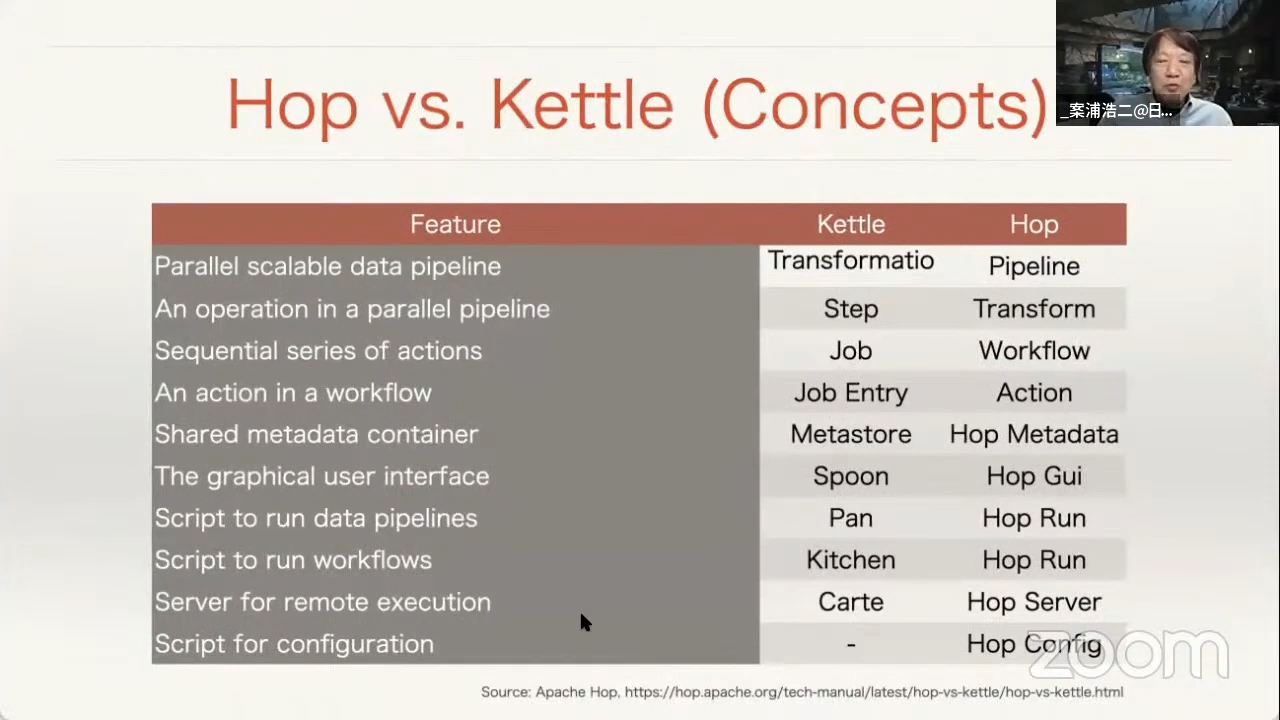 Hop vs. Kettle (Concepts)
_案浦浩二@日...
Feature Kettle Hop
Parallel scalable data pipeline Transformatio Pipeline
An operation in a parallel pipeline Step Transform
Sequential series of actions Job Workflow
An action in a workflow Job Entry Action
Shared metadata container Metastore Hop Metadata
The graphical user interface Spoon Hop Gui
Script to run data pipelines Pan Hop Run
Script to run workflows Kitchen Hop Run
Server for remote execution Carte Hop Server
Script for configuration - Hop Config
zoom
Source: Apache Hop, https://hop.apache.org/tech-manual/latest/hop-vs-kettle/hop-vs-kettle.html